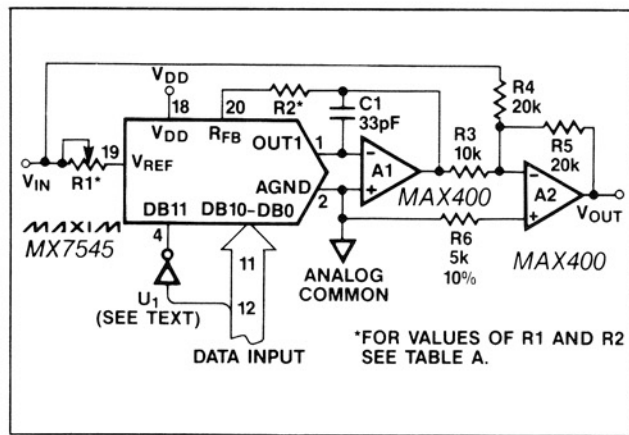 VDD
18
VDD
20
RFB
R2*
C1
33pF
R4
20k
R5
20k
OUT1
1
VIN
R1*
19
VREF
AGND
2
A1
MAX400
R3
10k
A2
VOUT
MAX400
MAXIM
MX7545
DB11
DB10-DB0
4
11
12
U1
(SEE TEXT)
ANALOG
COMMON
R6
5k
10%
DATA INPUT
*FOR VALUES OF R1 AND R2
SEE TABLE A.